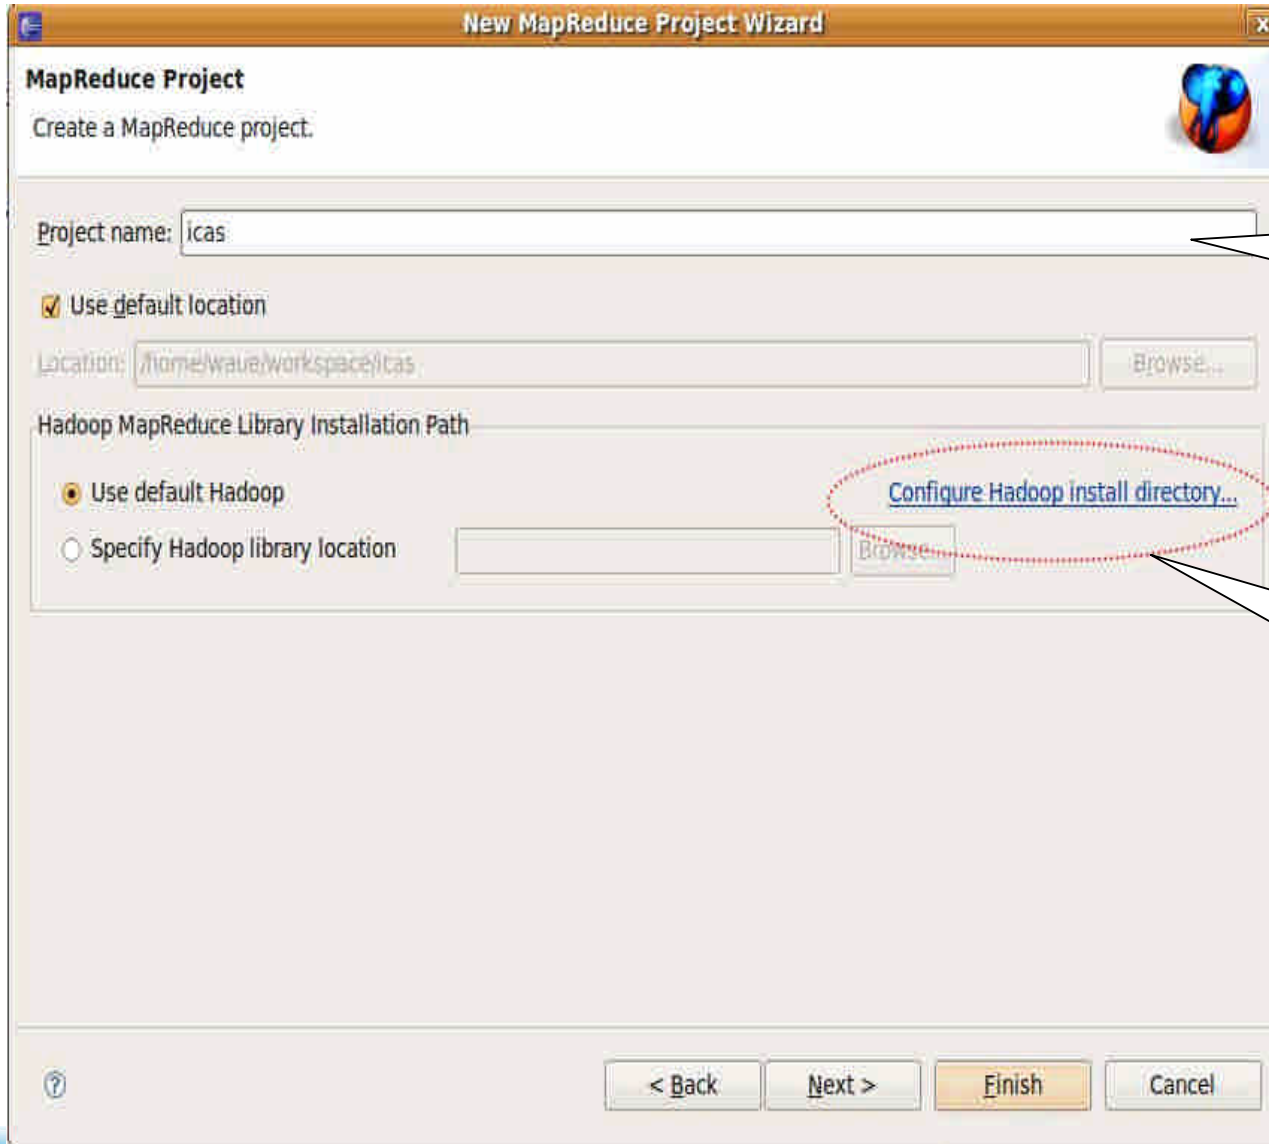 New MapReduce Project Wizard
MapReduce Project
Create a MapReduce project.
Project name: icas
Use default location
Location: /home/waue/workspace/icas Browse...
Hadoop MapReduce Library Installation Path
Use default Hadoop Configure Hadoop install directory...
Specify Hadoop library location Browse...
< Back Next > Finish Cancel